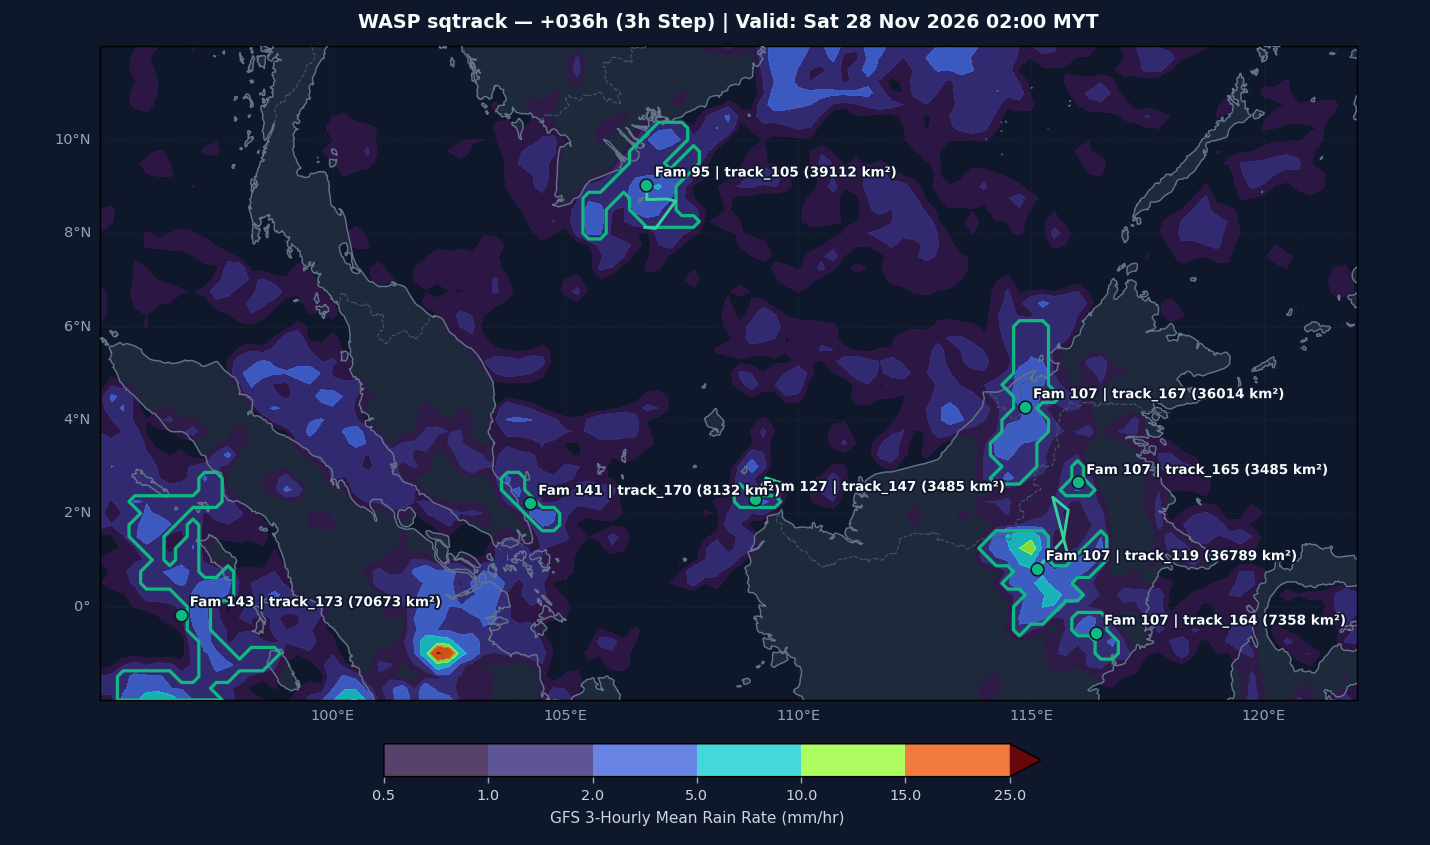 WASP sqtrack — +036h (3h Step) | Valid: Sat 28 Nov 2026 02:00 MYT
10°N
8°N
6°N
4°N
2°N
0°
Fam 95 | track_105 (39112 km²)
Fam 107 | track_167 (36014 km²)
Fam 107 | track_165 (3485 km²)
Fam 141 | track_170 (8132 km²)
Fam 127 | track_147 (3485 km²)
Fam 107 | track_119 (36789 km²)
Fam 143 | track_173 (70673 km²)
Fam 107 | track_164 (7358 km²)
100°E 105°E 110°E 115°E 120°E
0.5 1.0 2.0 5.0 10.0 15.0 25.0
GFS 3-Hourly Mean Rain Rate (mm/hr)